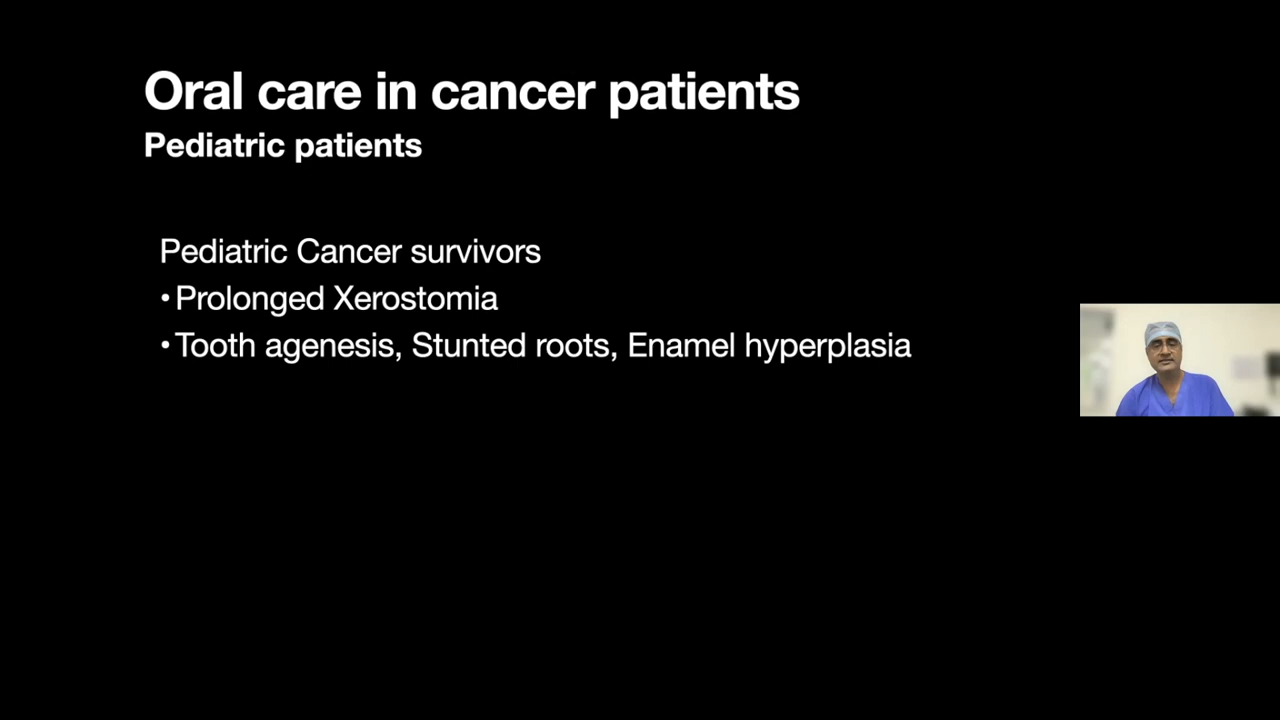 Oral care in cancer patients
Pediatric patients
Pediatric Cancer survivors
• Prolonged Xerostomia
• Tooth agenesis, Stunted roots, Enamel hyperplasia